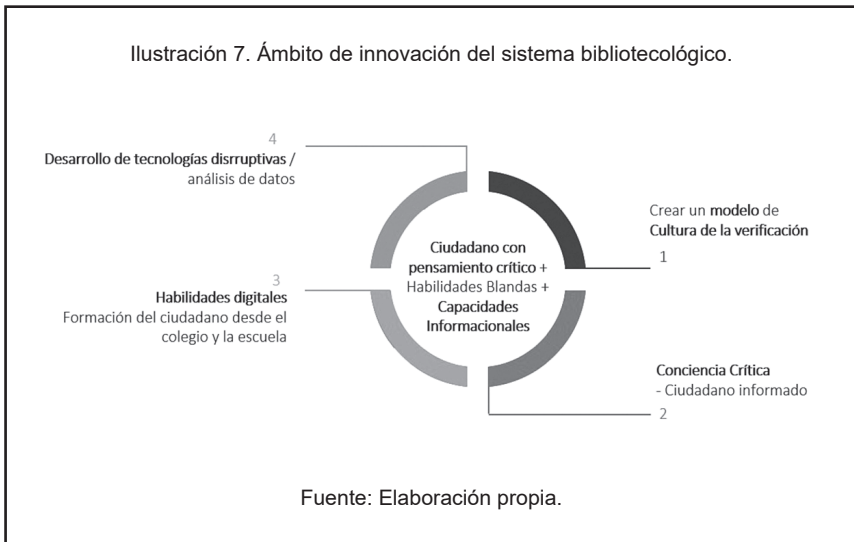 Ilustración 7. Ámbito de innovación del sistema bibliotecológico.
4
Desarrollo de tecnologías disrruptivas /
análisis de datos
Crear un modelo de
Cultura de la verificación
1
Ciudadano con
pensamiento crítico +
Habilidades Blandas +
Capacidades
Informacionales
3
Habilidades digitales
Formación del ciudadano desde el
colegio y la escuela
Conciencia Crítica
- Ciudadano informado
2
Fuente: Elaboración propia.